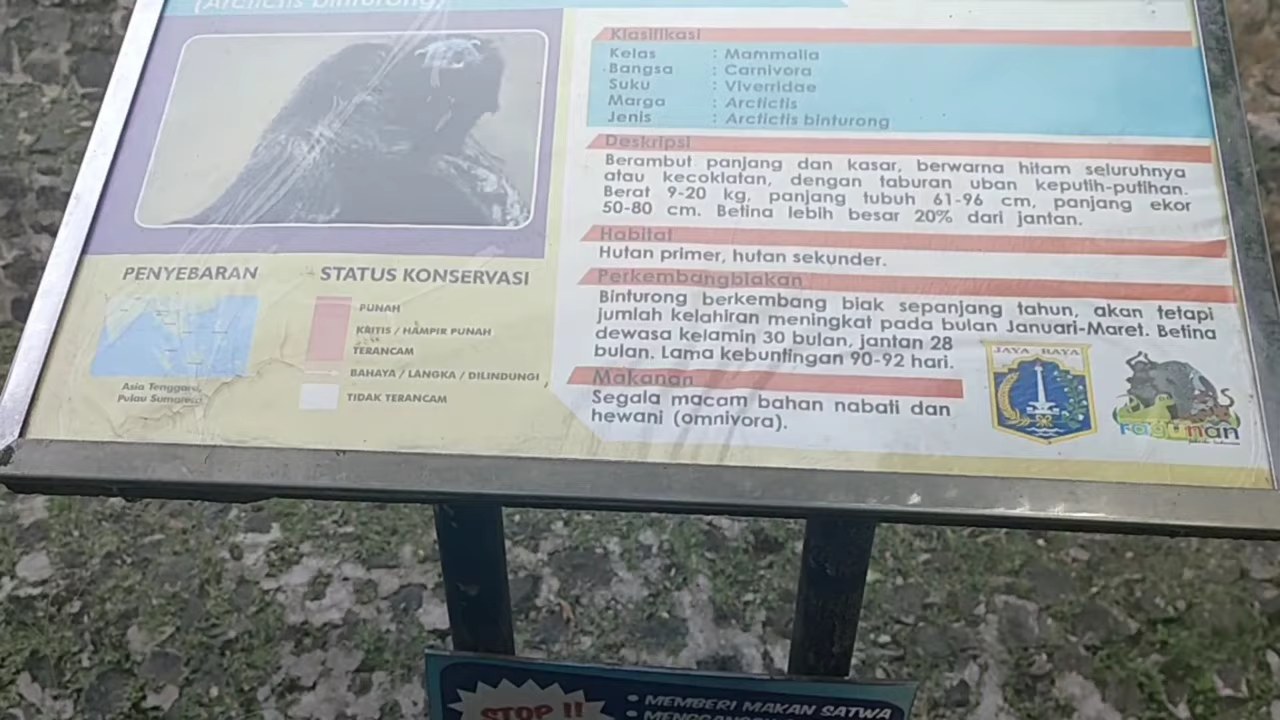 (Arctictis binturong)
Klasifikasi
Kelas : Mammalia
Bangsa : Carnivora
Suku : Viverridae
Marga : Arctictis
Jenis : Arctictis binturong
Deskripsi
Berambut panjang dan kasar, berwarna hitam seluruhnya
atau kecoklatan, dengan taburan uban keputih-putihan.
Berat 9-20 kg, panjang tubuh 61-96 cm, panjang ekor
50-80 cm. Betina lebih besar 20% dari jantan.
Habitat
Hutan primer, hutan sekunder.
Perkembangbiakan
Binturong berkembang biak sepanjang tahun, akan tetapi
jumlah kelahiran meningkat pada bulan Januari-Maret. Betina
dewasa kelamin 30 bulan, jantan 28
bulan. Lama kebuntingan 90-92 hari.
Makanan
Segala macam bahan nabati dan
hewani (omnivora).
PENYEBARAN
Asia Tenggara,
Pulau Sumatera
STATUS KONSERVASI
PUNAH
KRITIS / HAMPIR PUNAH
TERANCAM
BAHAYA / LANGKA / DILINDUNGI
TIDAK TERANCAM
JAYA RAYA
ragunan
STOP !!
• MEMBERI MAKAN SATWA